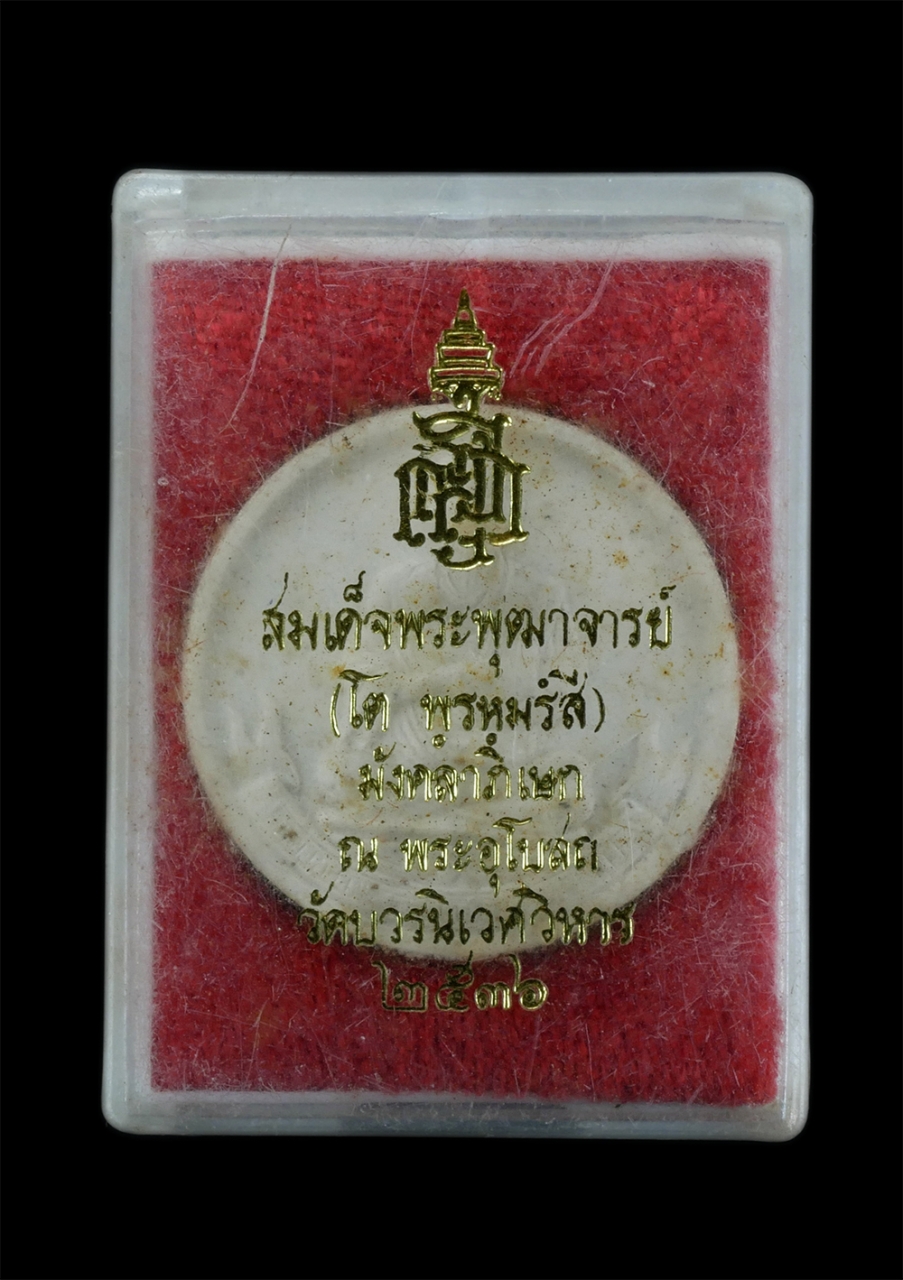 สมเด็จพระพุฒาจารย์
(โต พฺรหฺมรํสี)
มังคลาภิเษก
ณ พระอุโบสถ
วัดบวรนิเวศวิหาร
๒๕๓๖